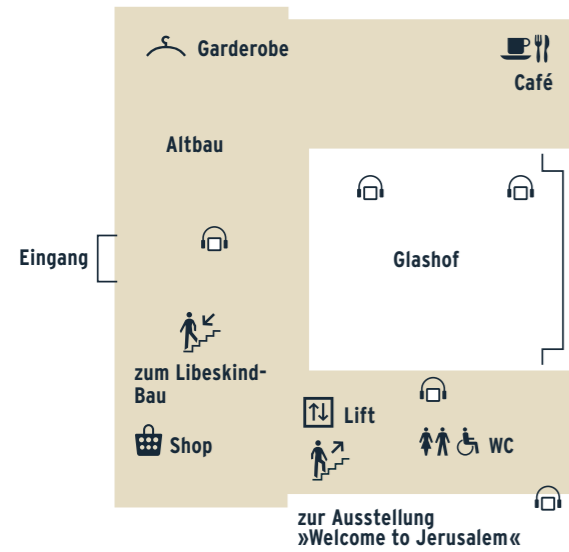 Garderobe
Café
Altbau
Eingang
Glashof
zum Libeskind-
Bau
Lift
Shop
WC
zur Ausstellung
»Welcome to Jerusalem«